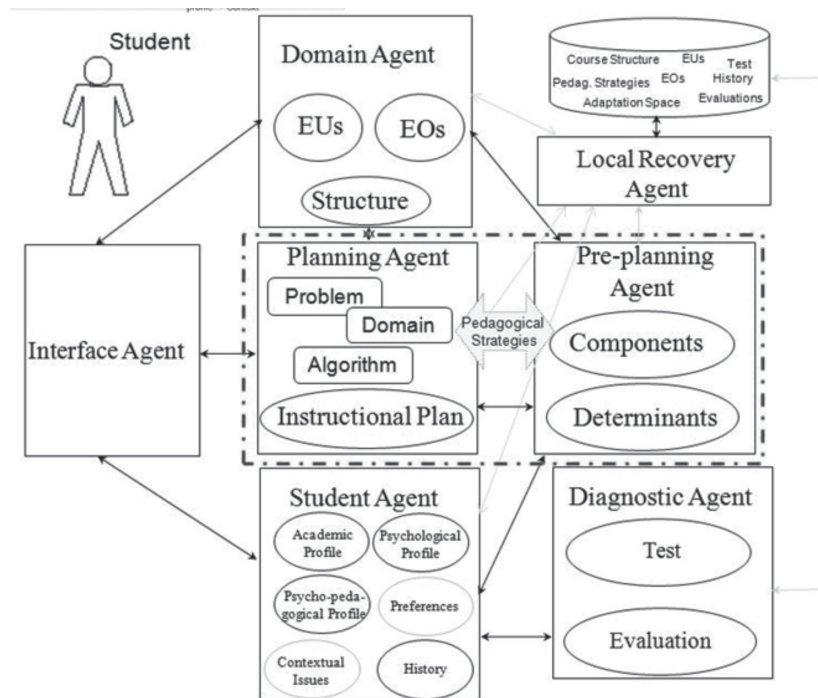 Student
Domain Agent
EUs
EOs
Structure
Course Structure
EUs
Test
History
Pedag. Strategies
EOs
Adaptation Space
Evaluations
Local Recovery
Agent
Interface Agent
Planning Agent
Problem
Domain
Algorithm
Instructional Plan
Pedagogical
Strategies
Pre-planning
Agent
Components
Determinants
Student Agent
Academic
Profile
Psychological
Profile
Psycho-peda-
gogical Profile
Preferences
Contextual
Issues
History
Diagnostic Agent
Test
Evaluation